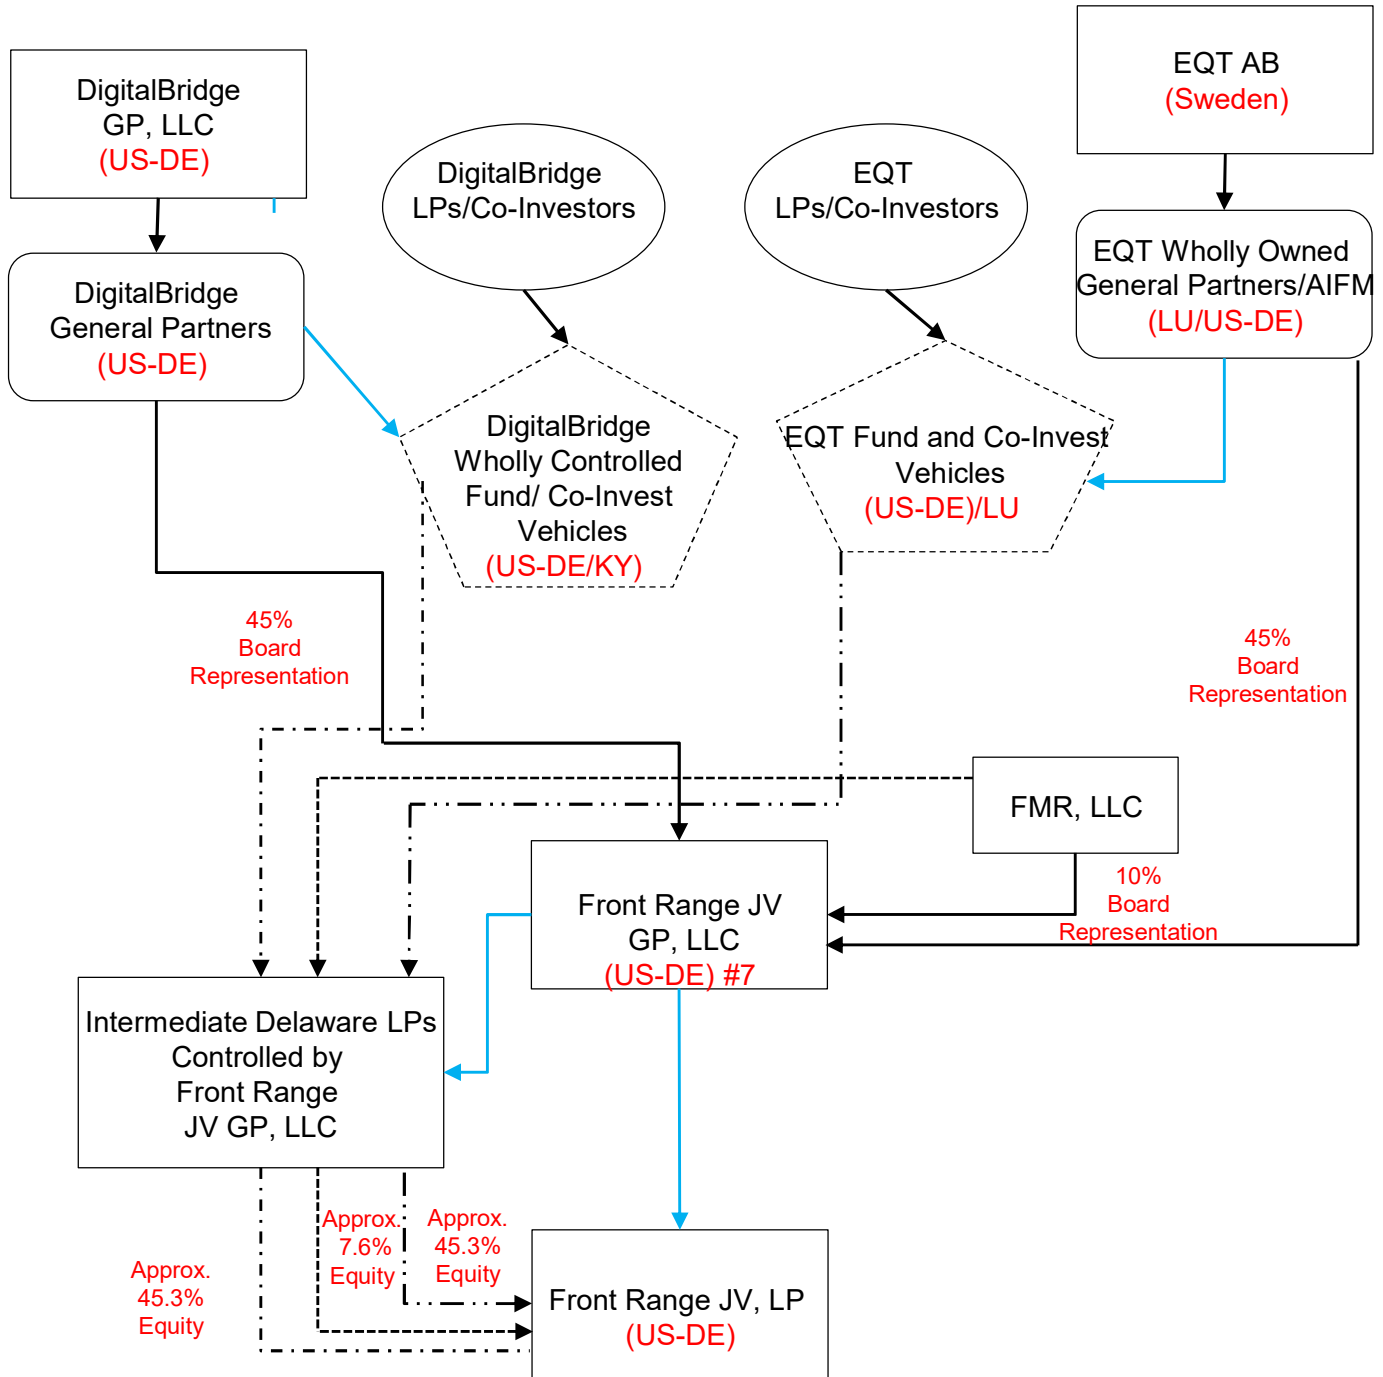 DigitalBridge
GP, LLC
(US-DE)
DigitalBridge
LPs/Co-Investors
EQT
LPs/Co-Investors
EQT AB
(Sweden)
DigitalBridge
General Partners
(US-DE)
EQT Wholly Owned
General Partners/AIFM
(LU/US-DE)
DigitalBridge
Wholly Controlled
Fund/ Co-Invest
Vehicles
(US-DE/KY)
EQT Fund and Co-Invest
Vehicles
(US-DE)/LU
45%
Board
Representation
45%
Board
Representation
FMR, LLC
10%
Board
Representation
Front Range JV
GP, LLC
(US-DE) #7
Intermediate Delaware LPs
Controlled by
Front Range
JV GP, LLC
Approx.
45.3%
Equity
Approx.
7.6%
Equity
Approx.
45.3%
Equity
Front Range JV, LP
(US-DE)